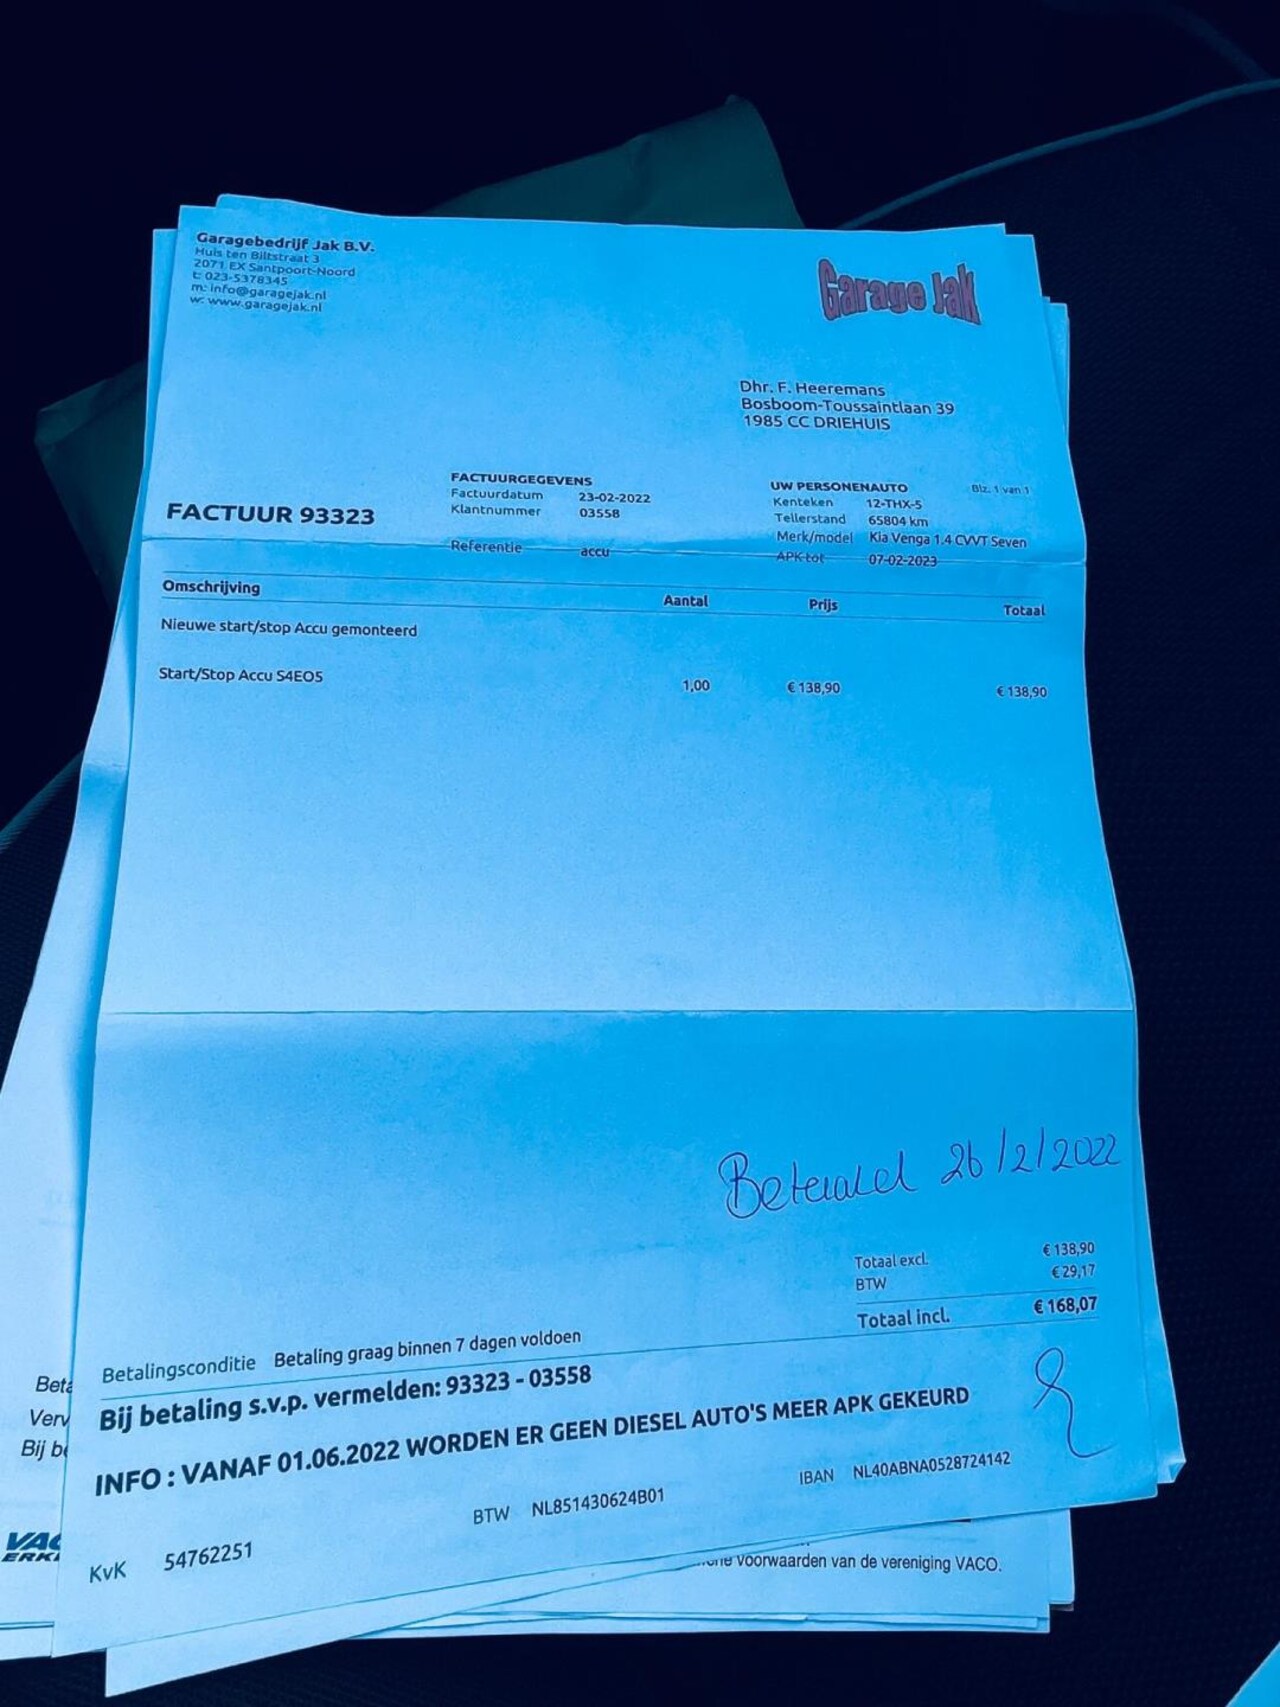 Garagebedrijf Jak B.V.
Huis ten Biltstraat 3
2071 EX Santpoort-Noord
t: 023-5378345
m: info@garagejak.nl
w: www.garagejak.nl
Garage Jak
Dhr. F. Heeremans
Bosboom-Toussaintlaan 39
1985 CC DRIEHUIS
FACTUUR 93323
FACTUURGEGEVENS
Factuurdatum 23-02-2022
Klantnummer 03558
Referentie accu
UW PERSONENAUTO Blz. 1 van 1
Kenteken 12-THX-5
Tellerstand 65804 km
Merk/model Kia Venga 1.4 CVVT Seven
APK tot 07-02-2023
Omschrijving Aantal Prijs Totaal
Nieuwe start/stop Accu gemonteerd
Start/Stop Accu S4EO5 1,00 € 138,90 € 138,90
Betaald 26/2/2022
Totaal excl. € 138,90
BTW € 29,17
Totaal incl. € 168,07
Betalingsconditie Betaling graag binnen 7 dagen voldoen
Bij betaling s.v.p. vermelden: 93323 - 03558
INFO : VANAF 01.06.2022 WORDEN ER GEEN DIESEL AUTO'S MEER APK GEKEURD
KvK 54762251 BTW NL851430624B01 IBAN NL40ABNA0528724142
Bij
voorwaarden van de vereniging VACO.